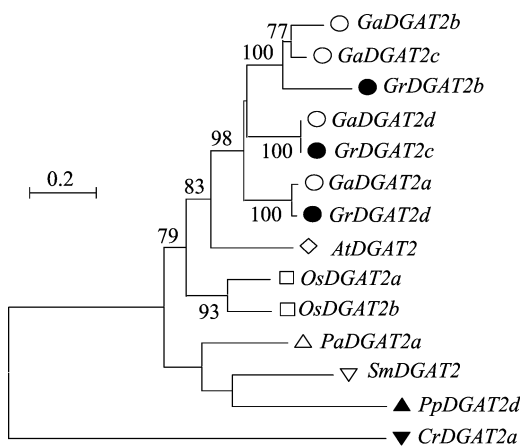 GaDGAT2b
77
GaDGAT2c
100
GrDGAT2b
GaDGAT2d
98
100
GrDGAT2c
0.2
83
GaDGAT2a
100
GrDGAT2d
79
AtDGAT2
OsDGAT2a
93
OsDGAT2b
PaDGAT2a
SmDGAT2
PpDGAT2d
CrDGAT2a